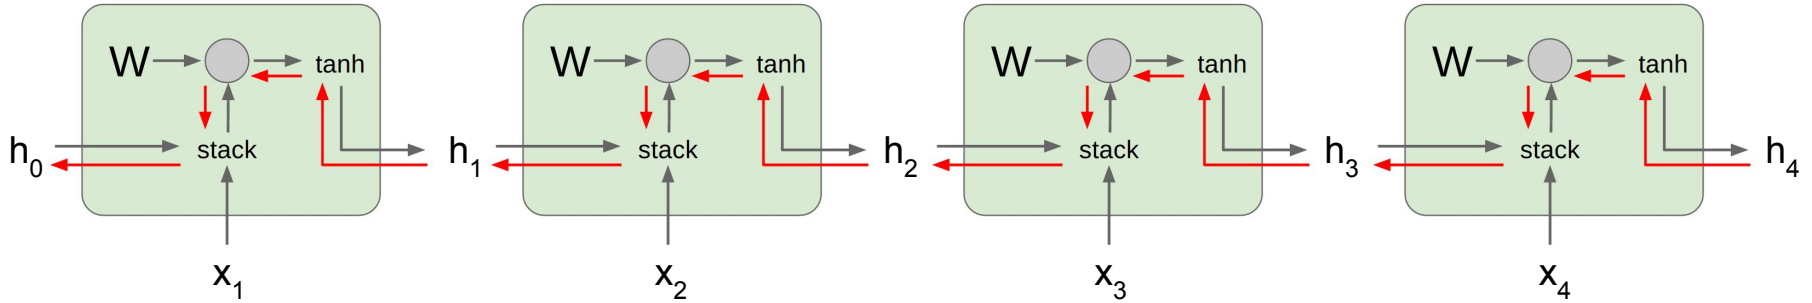 W tanh W tanh W tanh W tanh
h₀ stack h₁ stack h₂ stack h₃ stack h₄
x₁ x₂ x₃ x₄